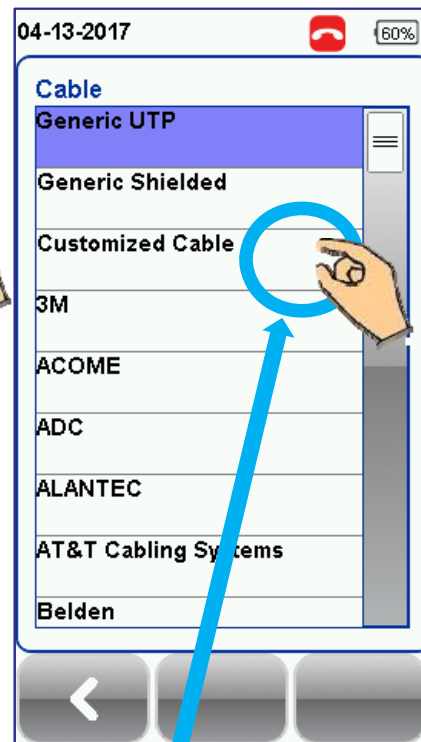 04-13-2017
60%
Cable
Generic UTP
Generic Shielded
Customized Cable
3M
ACOME
ADC
ALANTEC
AT&T Cabling Systems
Belden